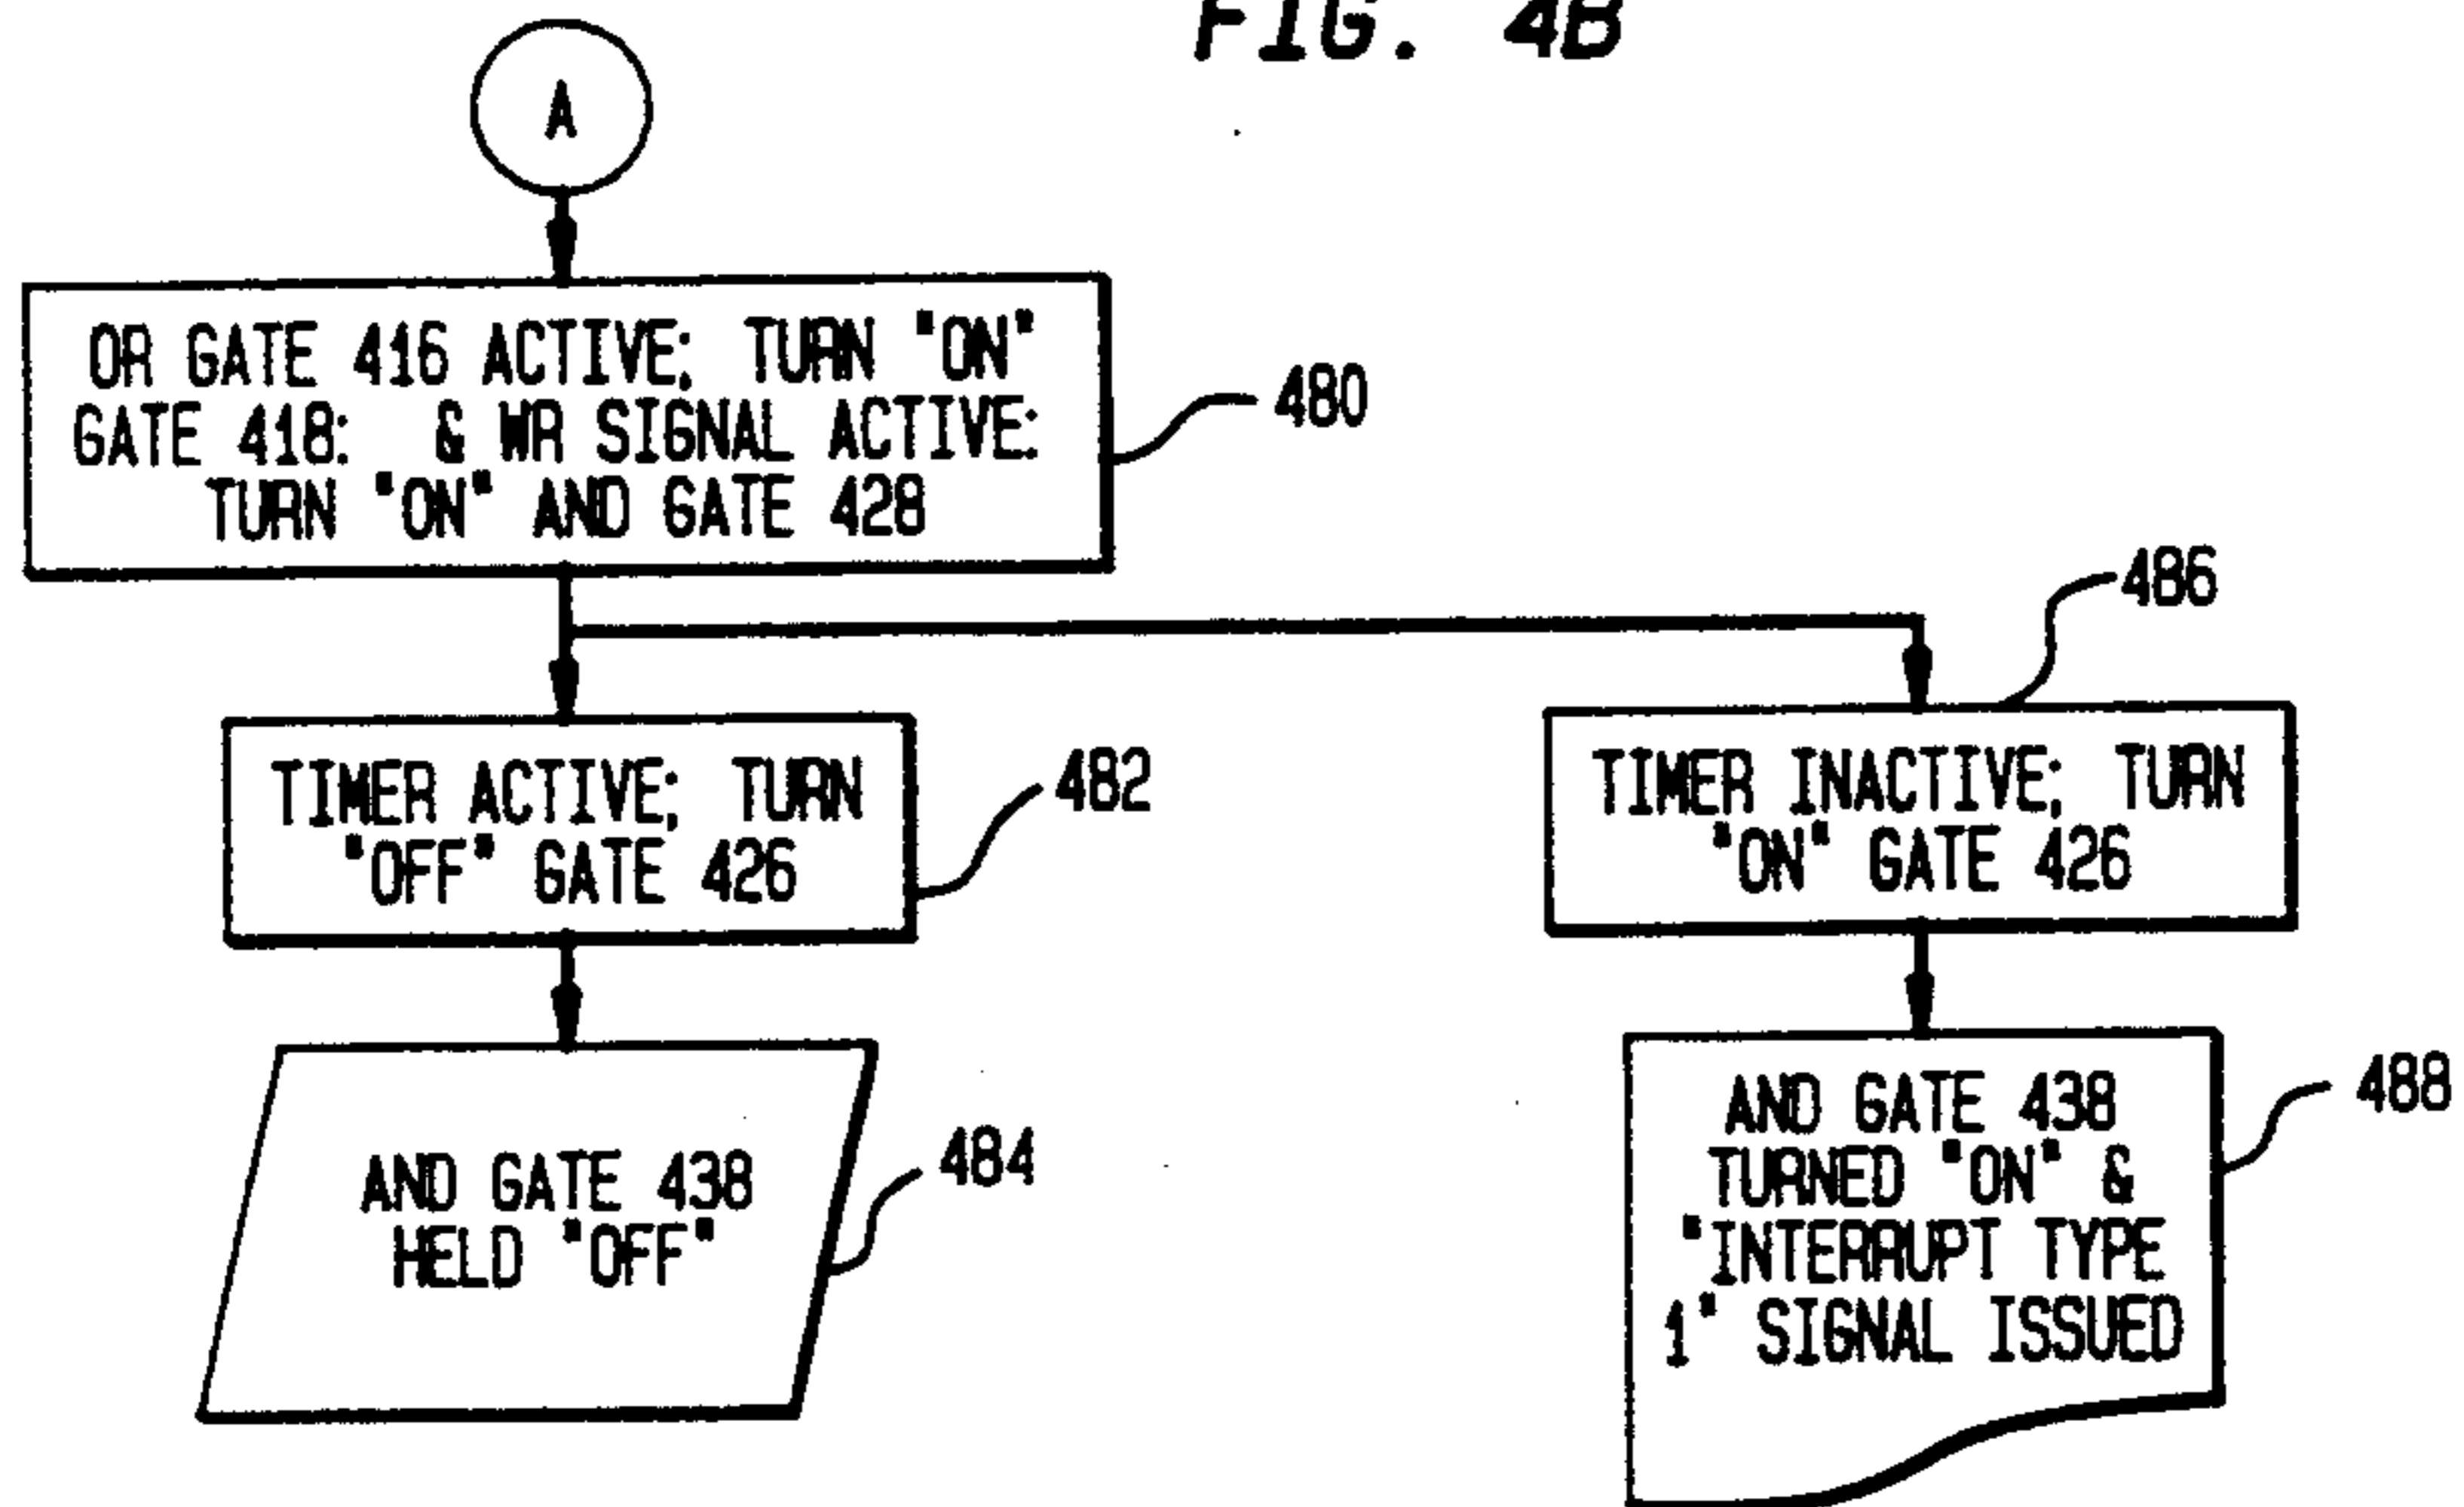 FIG. 4B
A
OR GATE 416 ACTIVE; TURN "ON"
GATE 418: & WR SIGNAL ACTIVE:
TURN "ON" AND GATE 428
480
486
TIMER ACTIVE; TURN
"OFF" GATE 426
482
TIMER INACTIVE; TURN
"ON" GATE 426
AND GATE 438
HELD "OFF"
484
AND GATE 438
TURNED "ON" &
"INTERRUPT TYPE
1" SIGNAL ISSUED
488